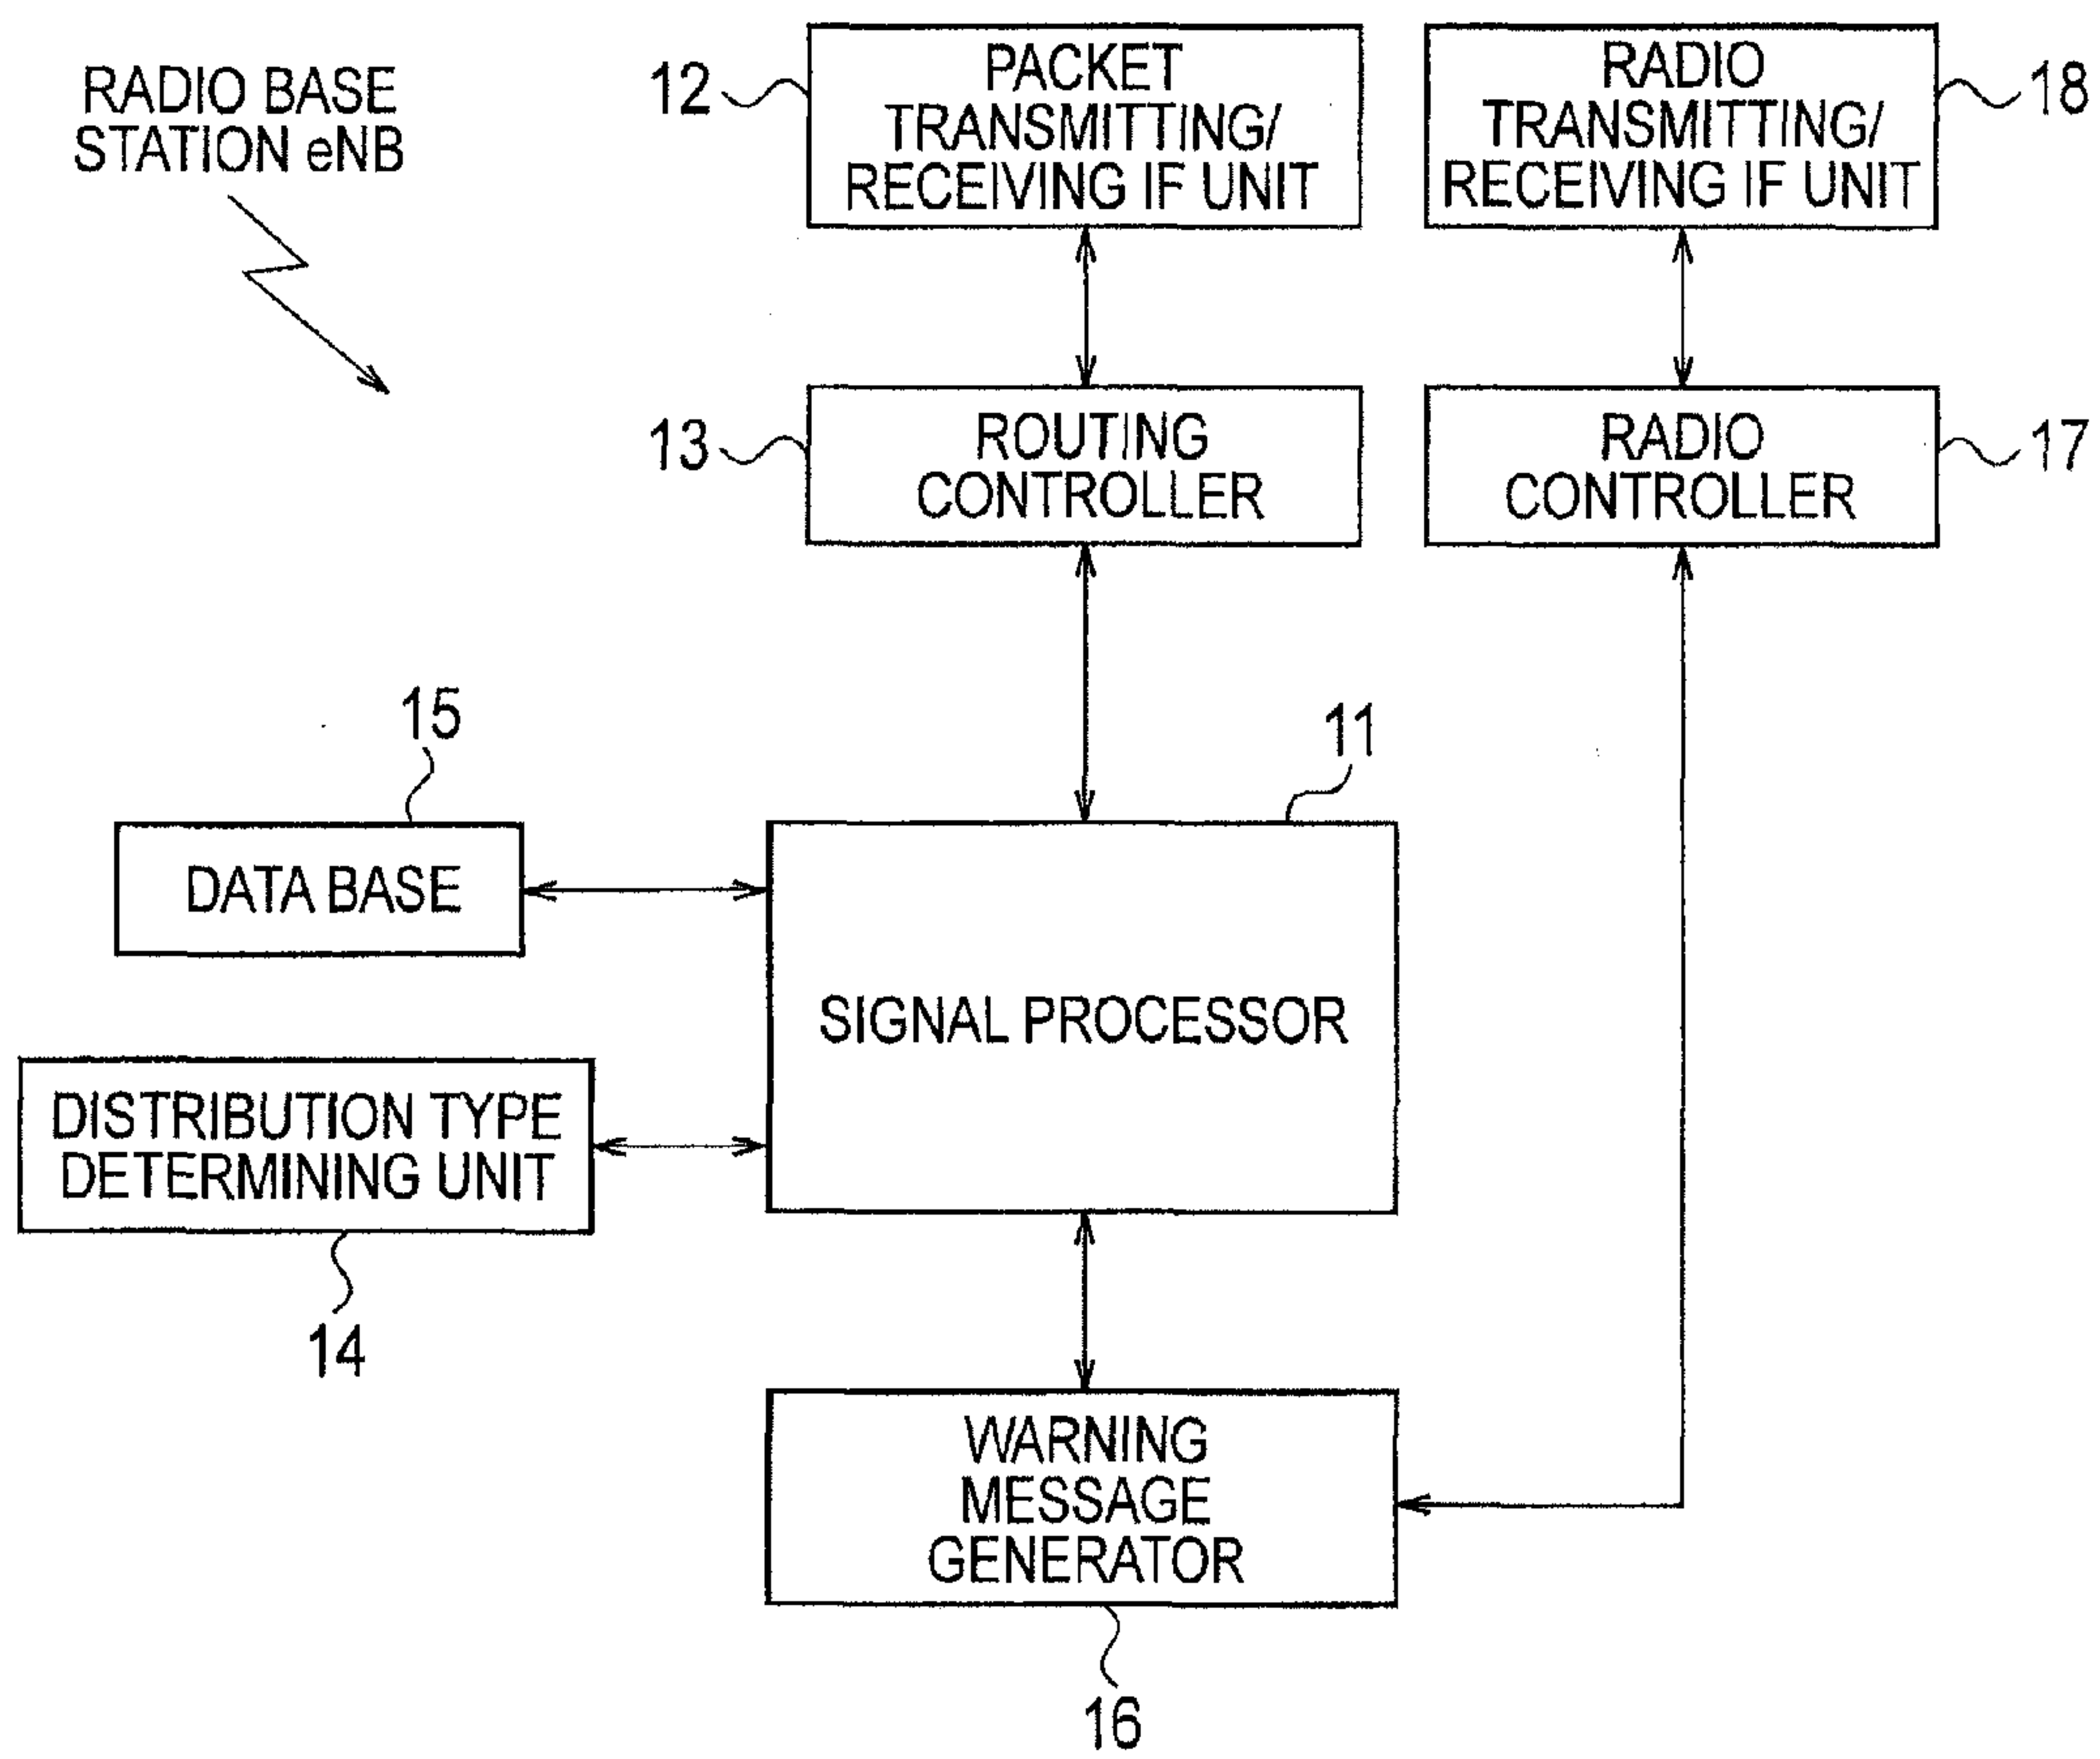 RADIO BASE
STATION eNB
12
PACKET
TRANSMITTING/
RECEIVING IF UNIT
RADIO
TRANSMITTING/
RECEIVING IF UNIT
18
13
ROUTING
CONTROLLER
RADIO
CONTROLLER
17
15
11
DATA BASE
SIGNAL PROCESSOR
DISTRIBUTION TYPE
DETERMINING UNIT
14
WARNING
MESSAGE
GENERATOR
16